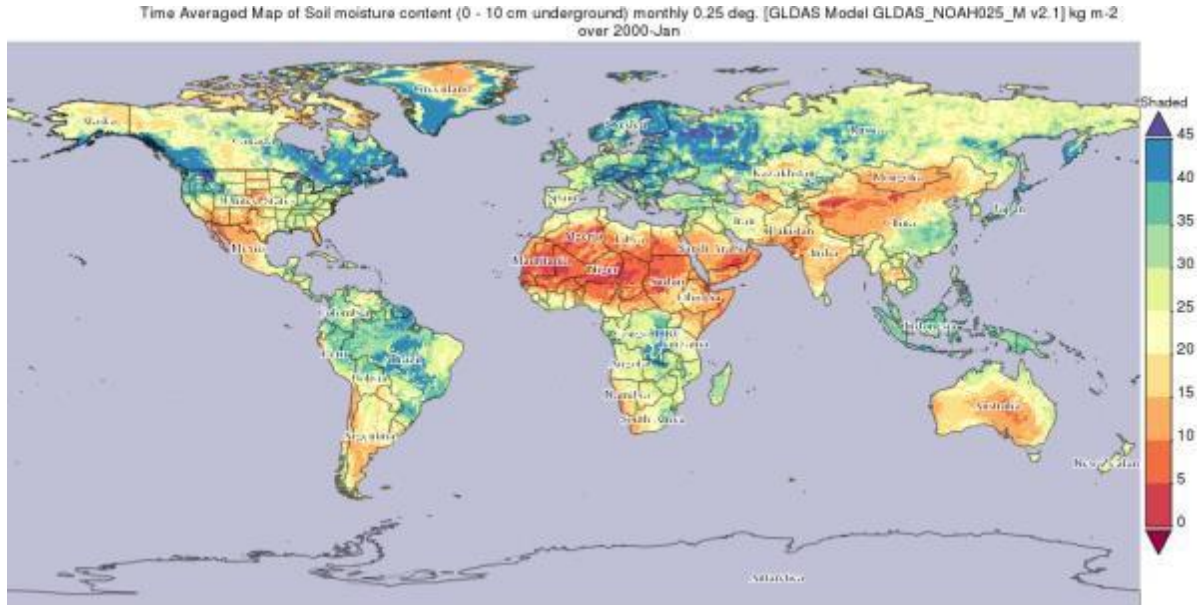 Time Averaged Map of Soil moisture content (0 - 10 cm underground) monthly 0.25 deg. [GLDAS Model GLDAS_NOAH025_M v2.1] kg m-2
over 2000-Jan
Shaded
45
40
35
30
25
20
15
10
5
0
Greenland
Alaska
Canada
Russia
Kazakhstan
Mongolia
United States
Spain
Iran
China
Japan
Algeria
Libya
Pakistan
Mexico
Mauritania
Niger
Saudi Arabia
India
Sudan
Ethiopia
Colombia
Indonesia
Peru
Brazil
Tanzania
Angola
Bolivia
Namibia
Australia
South Africa
Argentina
Antarctica